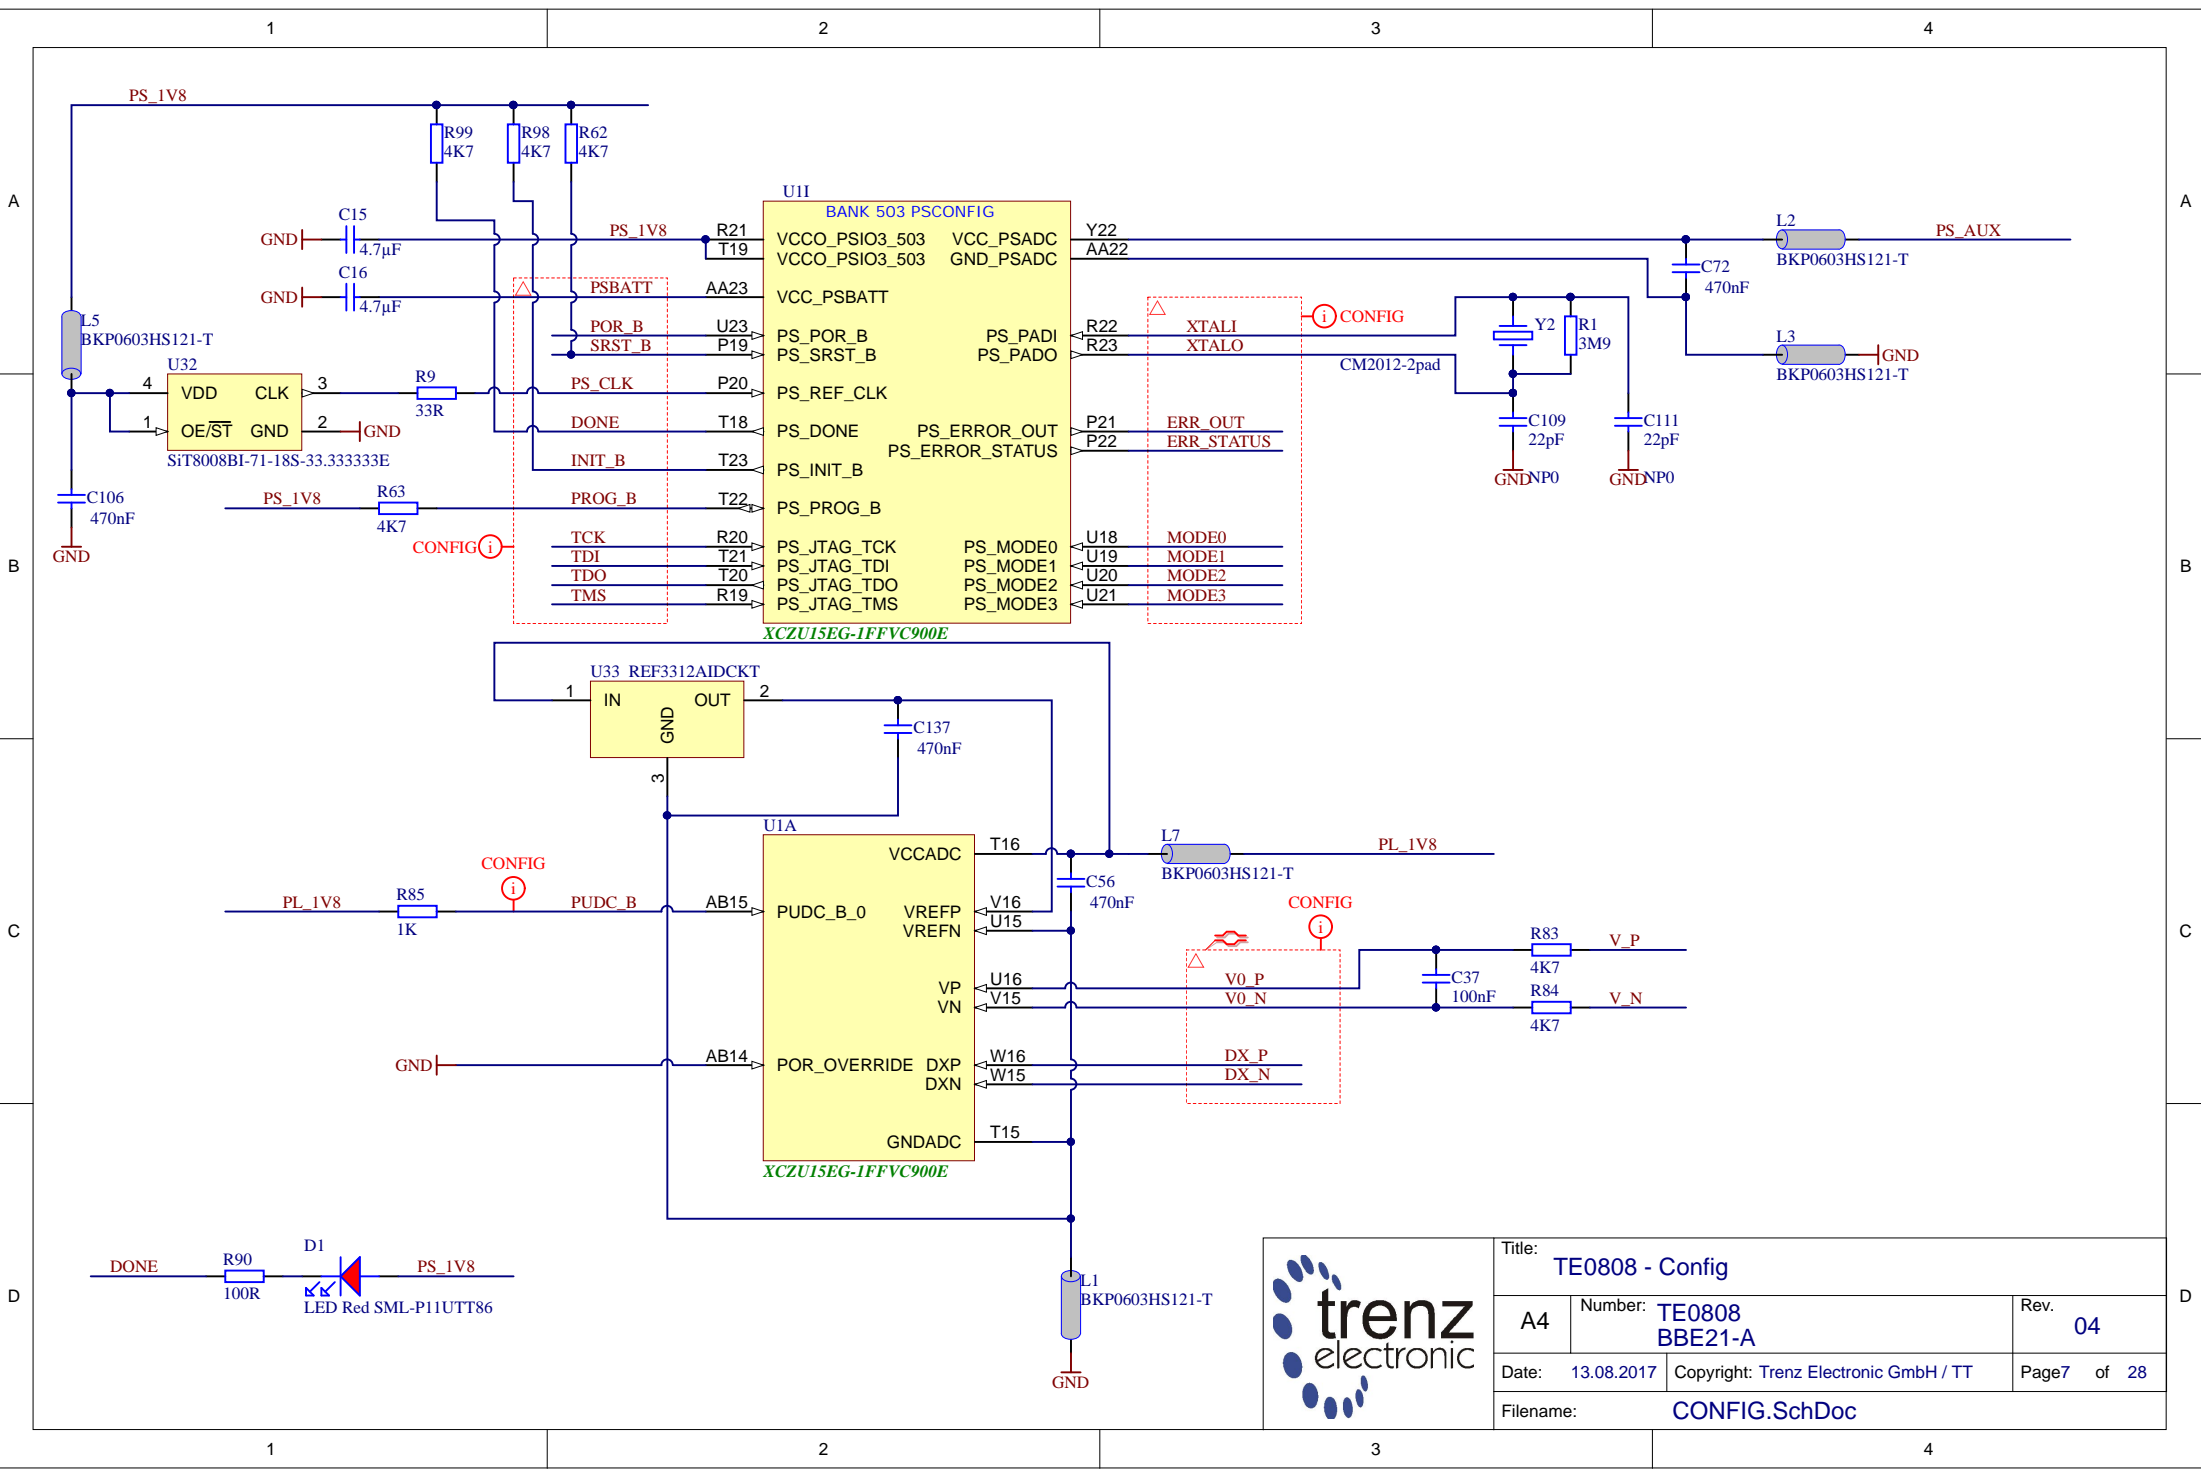 1 2 3 4
A
B
C
D
A
B
C
D
PS_1V8
R99
4K7
R98
4K7
R62
4K7
U1I
BANK 503 PSCONFIG
C15
4.7µF
GND
PS_1V8
R21
T19
VCCO_PSIO3_503
VCCO_PSIO3_503
C16
4.7µF
GND
PSBATT
AA23
VCC_PSBATT
POR_B
U23
PS_POR_B
SRST_B
P19
PS_SRST_B
L5
BKP0603HS121-T
U32
4
VDD
CLK
3
1
OE/ST
GND
2
GND
SiT8008BI-71-18S-33.333333E
R9
33R
PS_CLK
P20
PS_REF_CLK
DONE
T18
PS_DONE
INIT_B
T23
PS_INIT_B
C106
470nF
GND
PS_1V8
R63
4K7
PROG_B
T22
PS_PROG_B
CONFIG
i
TCK
R20
PS_JTAG_TCK
TDI
T21
PS_JTAG_TDI
TDO
T20
PS_JTAG_TDO
TMS
R19
PS_JTAG_TMS
VCC_PSADC
Y22
GND_PSADC
AA22
PS_PADI
R22
XTALI
PS_PADO
R23
XTALO
PS_ERROR_OUT
P21
ERR_OUT
PS_ERROR_STATUS
P22
ERR_STATUS
PS_MODE0
U18
MODE0
PS_MODE1
U19
MODE1
PS_MODE2
U20
MODE2
PS_MODE3
U21
MODE3
XCZU15EG-1FFVC900E
i
CONFIG
CM2012-2pad
Y2
R1
3M9
C109
22pF
GND
NP0
C111
22pF
GND
NP0
L2
BKP0603HS121-T
PS_AUX
C72
470nF
L3
BKP0603HS121-T
GND
U33 REF3312AIDCKT
1
IN
OUT
2
GND
3
C137
470nF
U1A
VCCADC
T16
PUDC_B_0
AB15
VREFP
V16
VREFN
U15
VP
U16
VN
V15
POR_OVERRIDE
AB14
DXP
W16
DXN
W15
GNDADC
T15
XCZU15EG-1FFVC900E
CONFIG
i
PL_1V8
R85
1K
PUDC_B
GND
L7
BKP0603HS121-T
PL_1V8
C56
470nF
CONFIG
i
V0_P
V0_N
DX_P
DX_N
C37
100nF
R83
4K7
V_P
R84
4K7
V_N
L1
BKP0603HS121-T
GND
DONE
R90
100R
D1
PS_1V8
LED Red SML-P11UTT86
trenz
electronic
Title:
TE0808 - Config
A4
Number: TE0808
BBE21-A
Rev.
04
Date: 13.08.2017
Copyright: Trenz Electronic GmbH / TT
Page7 of 28
Filename: CONFIG.SchDoc
1 2 3 4